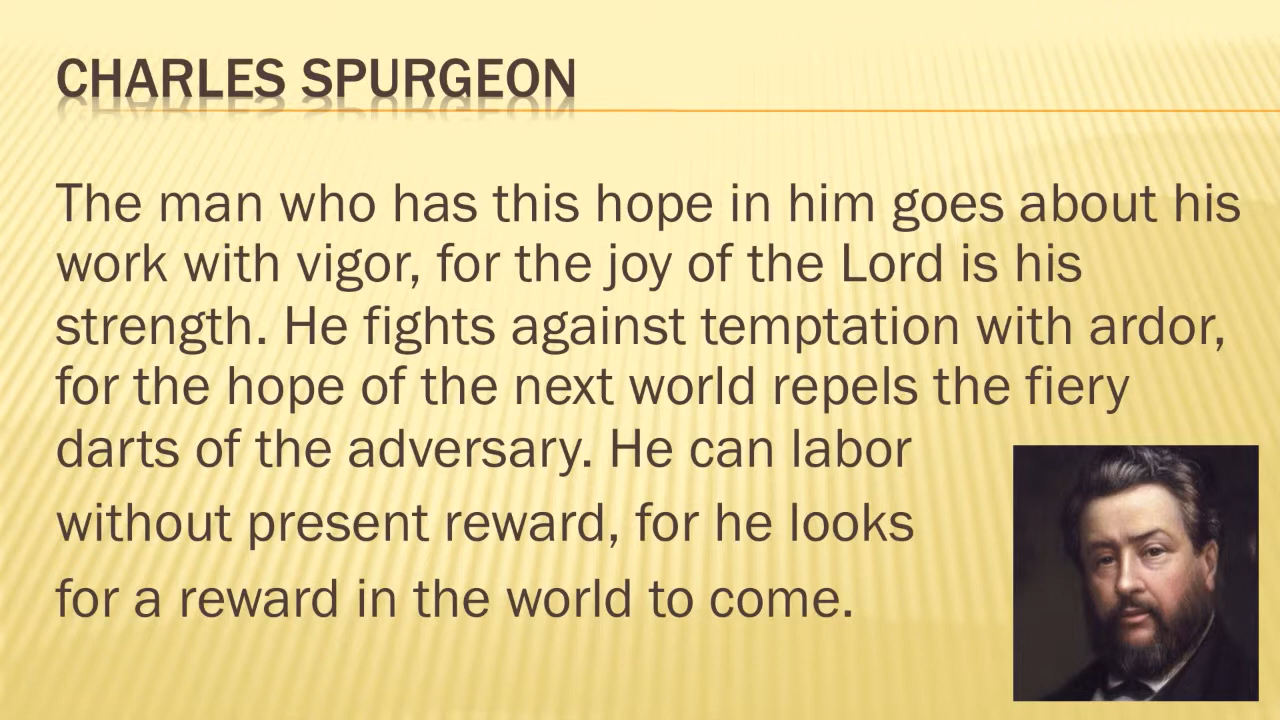 CHARLES SPURGEON
The man who has this hope in him goes about his
work with vigor, for the joy of the Lord is his
strength. He fights against temptation with ardor,
for the hope of the next world repels the fiery
darts of the adversary. He can labor
without present reward, for he looks
for a reward in the world to come.